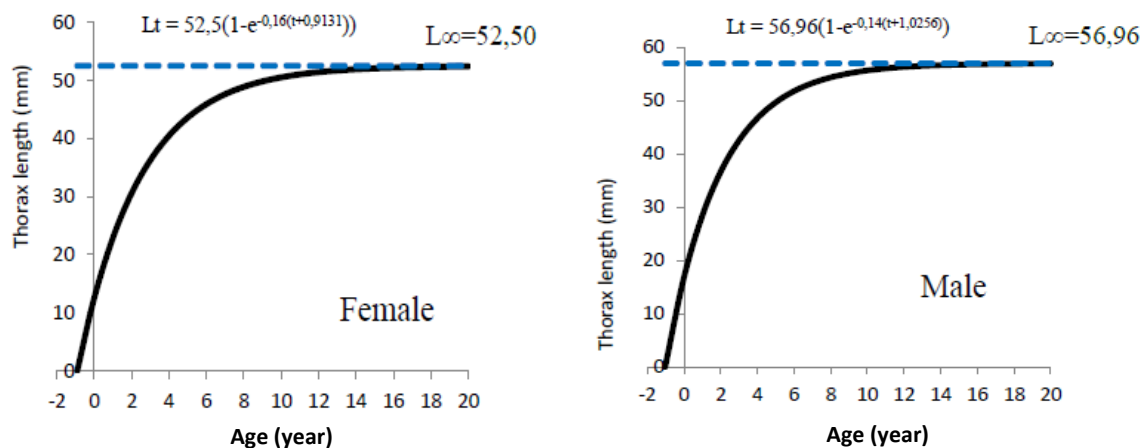 Lt = 52,5(1-e-0,16(t+0,9131))
L∞=52,50
60
50
40
30
20
10
0
Thorax length (mm)
Female
-2 0 2 4 6 8 10 12 14 16 18 20
Age (year)
Lt = 56,96(1-e-0,14(t+1,0256))
L∞=56,96
60
50
40
30
20
10
0
Thorax length (mm)
Male
-2 0 2 4 6 8 10 12 14 16 18 20
Age (year)